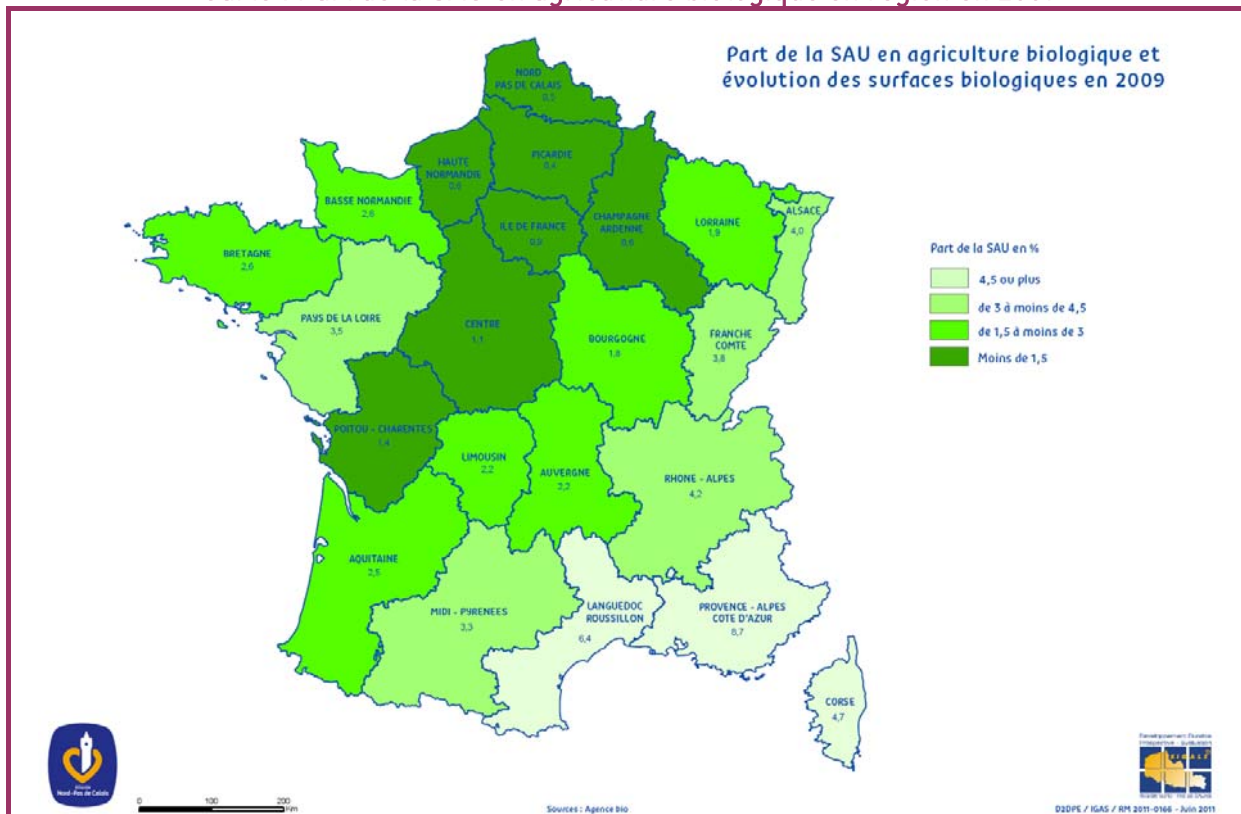 Part de la SAU en agriculture biologique et
évolution des surfaces biologiques en 2009
NORD
PAS DE CALAIS
0,5
PICARDIE
0,4
HAUTE
NORMANDIE
0,6
BASSE NORMANDIE
2,6
ILE DE FRANCE
0,9
CHAMPAGNE
ARDENNE
0,6
LORRAINE
1,9
ALSACE
4,0
BRETAGNE
2,6
PAYS DE LA LOIRE
3,5
CENTRE
1,1
BOURGOGNE
1,8
FRANCHE
COMTE
3,8
POITOU - CHARENTES
1,4
LIMOUSIN
2,2
AUVERGNE
2,2
RHONE - ALPES
4,2
AQUITAINE
2,5
MIDI - PYRENEES
3,3
LANGUEDOC
ROUSSILLON
6,4
PROVENCE - ALPES
COTE D'AZUR
8,7
CORSE
4,7
Part de la SAU en %
4,5 ou plus
de 3 à moins de 4,5
de 1,5 à moins de 3
Moins de 1,5
Nord-Pas de Calais
0 100 200
Km
Sources : Agence bio
D2DPE / IGAS / RM 2011-0166 - Juin 2011